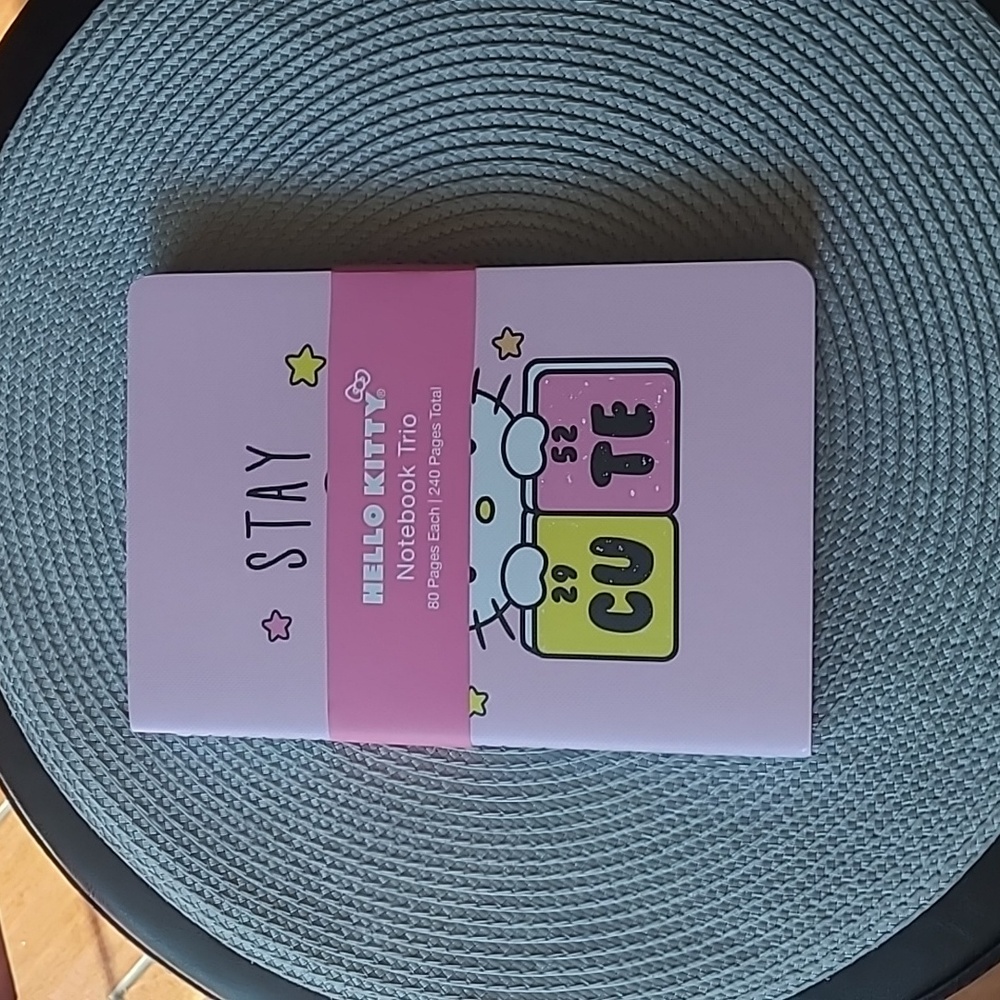 STAY
HELLO KITTY®
Notebook Trio
80 Pages Each | 240 Pages Total
29 52
CU TE